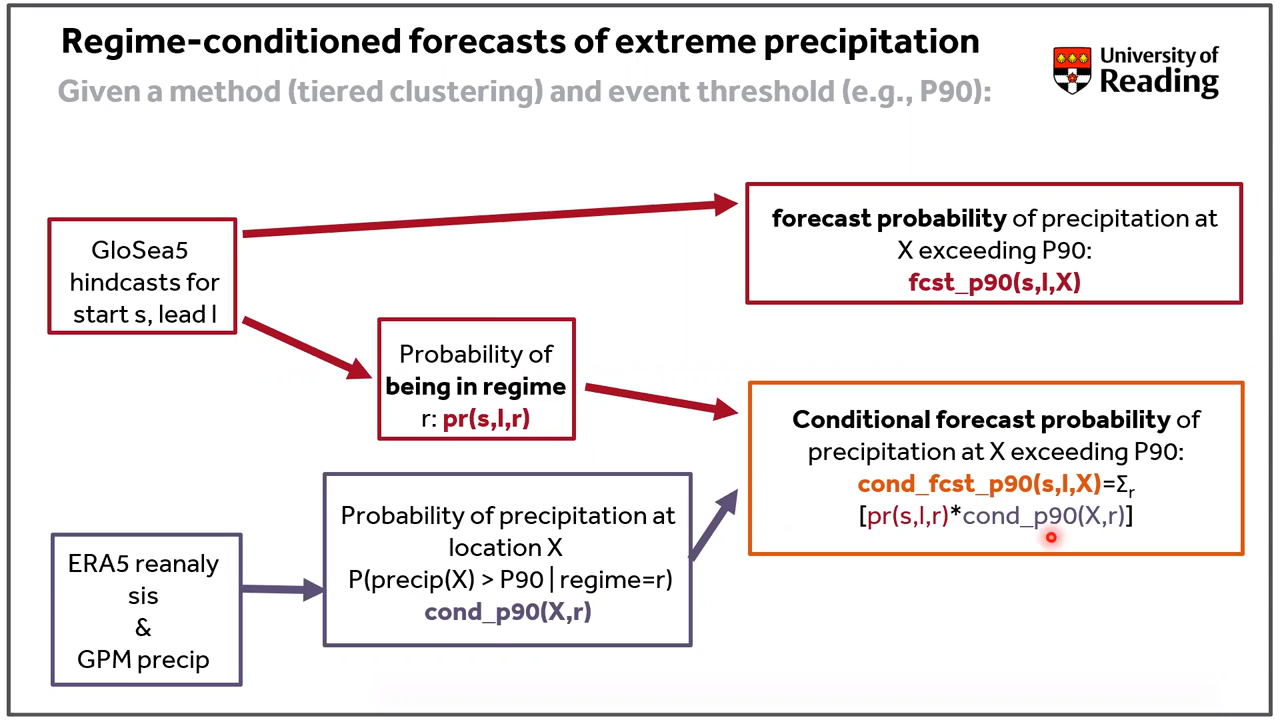 Regime-conditioned forecasts of extreme precipitation
Given a method (tiered clustering) and event threshold (e.g., P90):
University of
Reading
GloSea5
hindcasts for
start s, lead l
forecast probability of precipitation at
X exceeding P90:
fcst_p90(s,l,X)
Probability of
being in regime
r: pr(s,l,r)
Conditional forecast probability of
precipitation at X exceeding P90:
cond_fcst_p90(s,l,X)=Σr
[pr(s,l,r)*cond_p90(X,r)]
Probability of precipitation at
location X
P(precip(X) > P90 | regime=r)
cond_p90(X,r)
ERA5 reanaly
sis
&
GPM precip